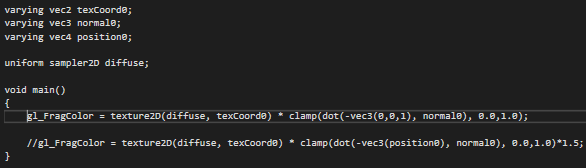 varying vec2 texCoord0;
varying vec3 normal0;
varying vec4 position0;
uniform sampler2D diffuse;
void main()
{
gl_FragColor = texture2D(diffuse, texCoord0) * clamp(dot(-vec3(0,0,1), normal0), 0.0,1.0);
//gl_FragColor = texture2D(diffuse, texCoord0) * clamp(dot(-vec3(position0), normal0), 0.0,1.0)*1.5;
}